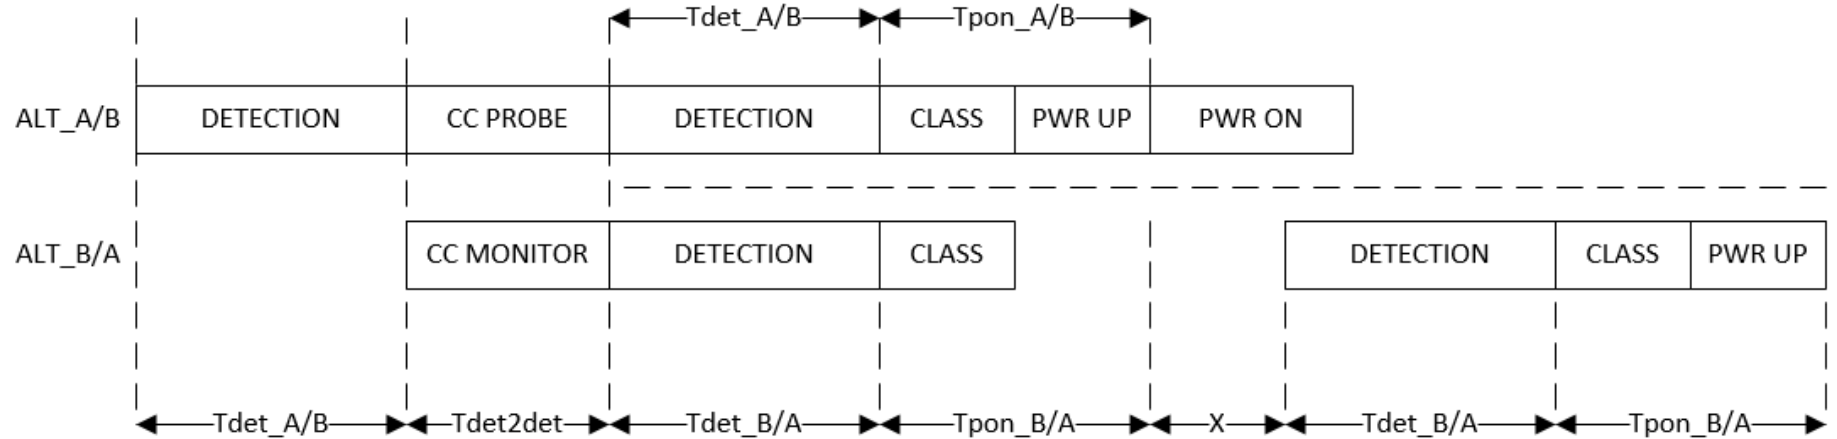 Tdet_A/B Tpon_A/B
ALT_A/B DETECTION CC PROBE DETECTION CLASS PWR UP PWR ON
ALT_B/A CC MONITOR DETECTION CLASS DETECTION CLASS PWR UP
Tdet_A/B Tdet2det Tdet_B/A Tpon_B/A X Tdet_B/A Tpon_B/A